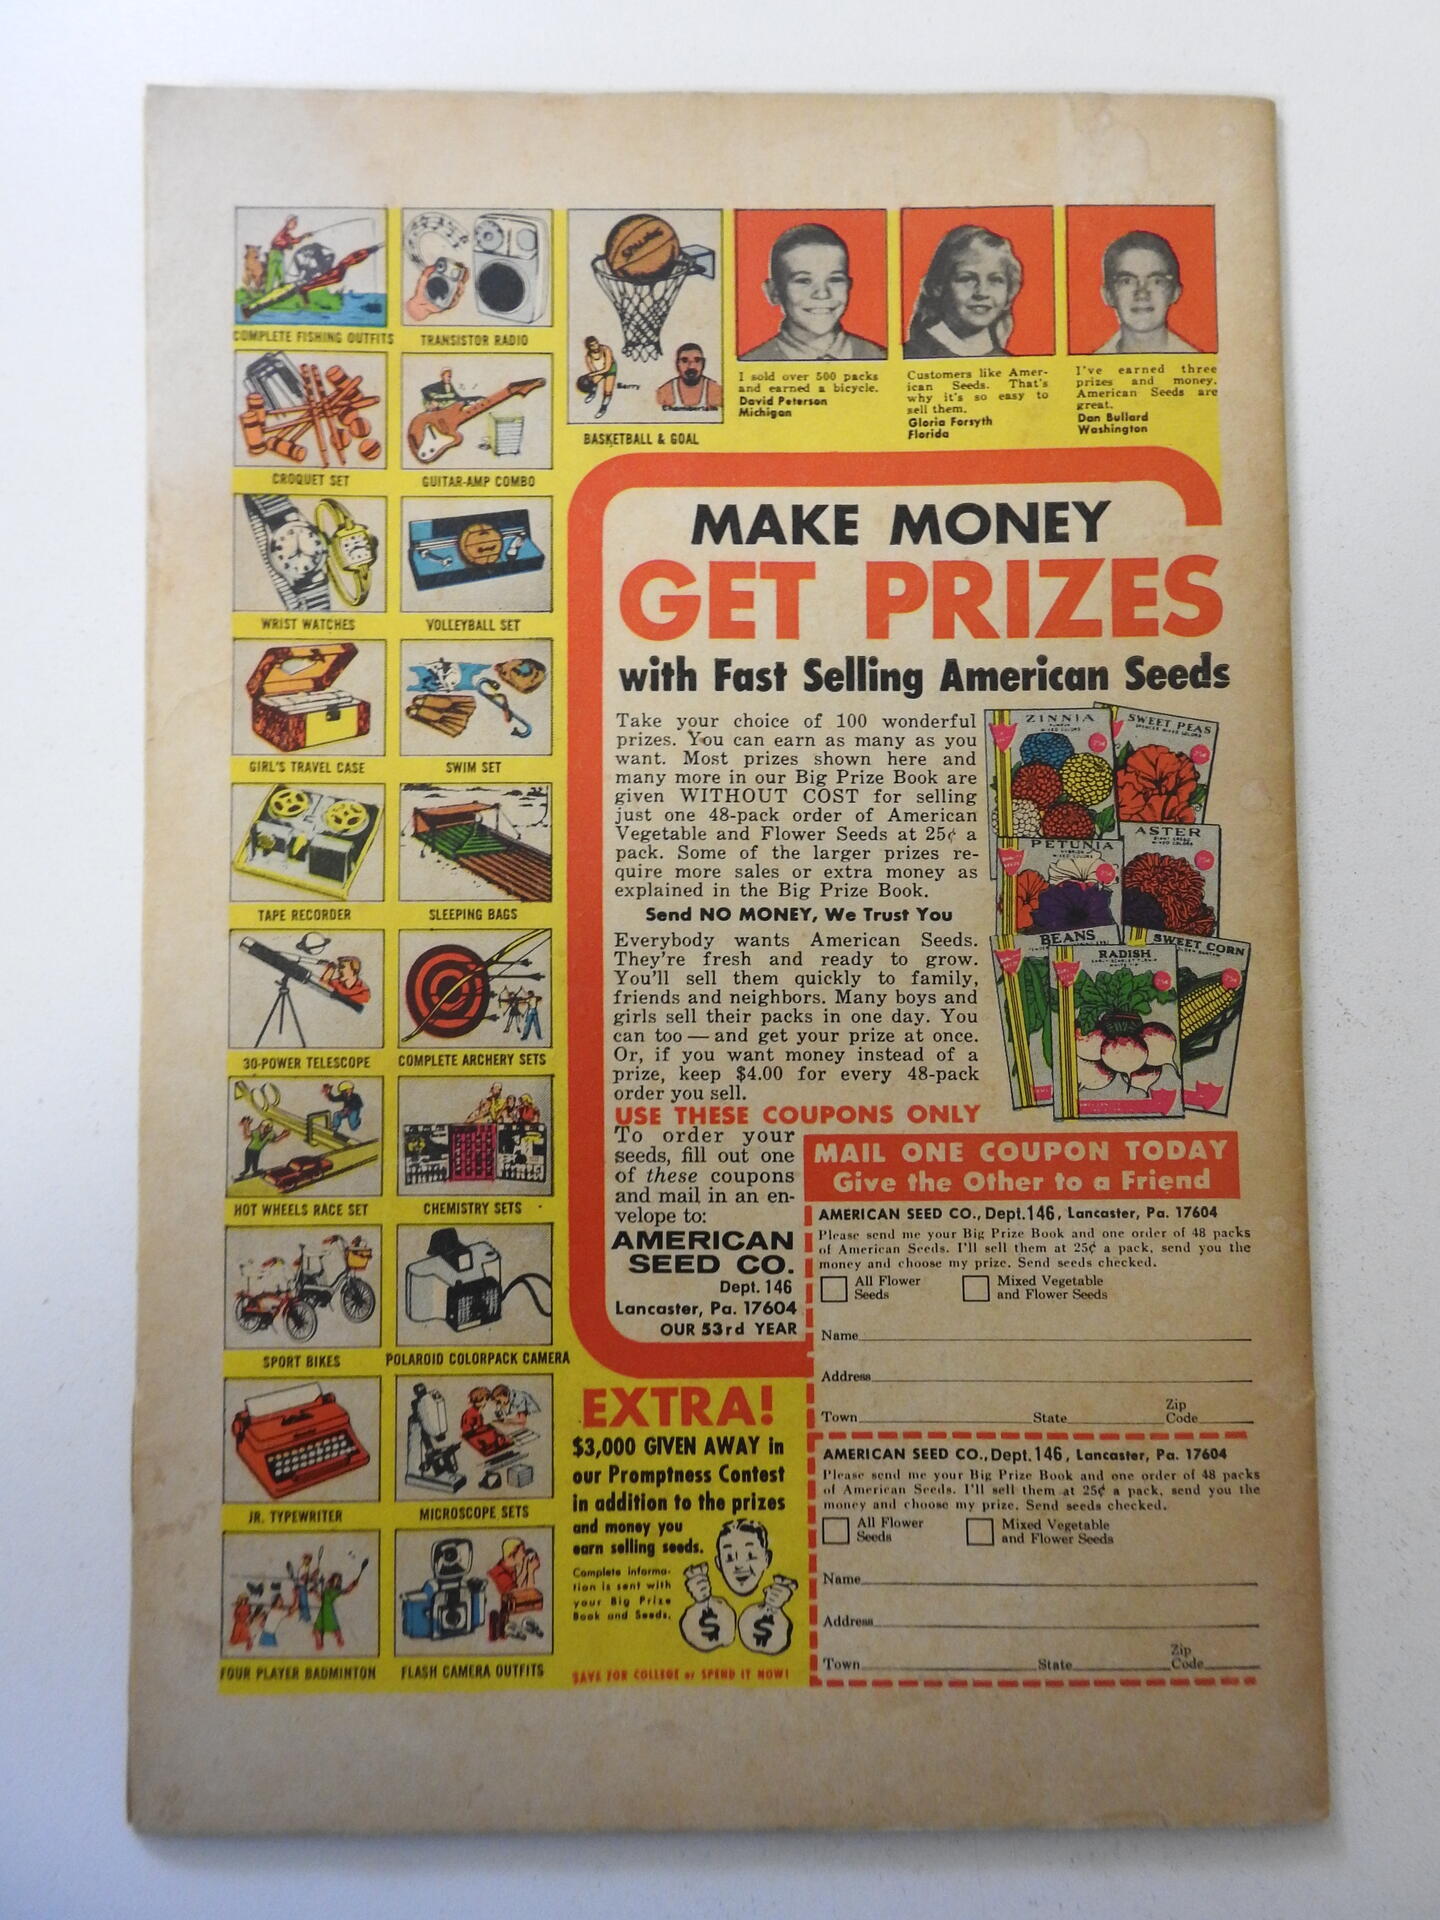 COMPLETE FISHING OUTFITS
TRANSISTOR RADIO
CROQUET SET
GUITAR-AMP COMBO
WRIST WATCHES
VOLLEYBALL SET
GIRL'S TRAVEL CASE
SWIM SET
TAPE RECORDER
SLEEPING BAGS
30-POWER TELESCOPE
COMPLETE ARCHERY SETS
HOT WHEELS RACE SET
CHEMISTRY SETS
SPORT BIKES
POLAROID COLORPACK CAMERA
JR. TYPEWRITER
MICROSCOPE SETS
FOUR PLAYER BADMINTON
FLASH CAMERA OUTFITS
SPALDING
Barry
Chamberlain
BASKETBALL & GOAL
I sold over 500 packs
and earned a bicycle.
David Peterson
Michigan
Customers like Amer-
ican Seeds. That's
why it's so easy to
sell them.
Gloria Forsyth
Florida
I've earned three
prizes and money.
American Seeds are
great.
Dan Bullard
Washington
MAKE MONEY
GET PRIZES
with Fast Selling American Seeds
Take your choice of 100 wonderful
prizes. You can earn as many as you
want. Most prizes shown here and
many more in our Big Prize Book are
given WITHOUT COST for selling
just one 48-pack order of American
Vegetable and Flower Seeds at 25¢ a
pack. Some of the larger prizes re-
quire more sales or extra money as
explained in the Big Prize Book.
Send NO MONEY, We Trust You
Everybody wants American Seeds.
They're fresh and ready to grow.
You'll sell them quickly to family,
friends and neighbors. Many boys and
girls sell their packs in one day. You
can too — and get your prize at once.
Or, if you want money instead of a
prize, keep $4.00 for every 48-pack
order you sell.
USE THESE COUPONS ONLY
To order your
seeds, fill out one
of these coupons
and mail in an en-
velope to:
AMERICAN
SEED CO.
Dept. 146
Lancaster, Pa. 17604
OUR 53rd YEAR
ZINNIA
MIXED COLORS
25¢
SWEET PEAS
MIXED COLORS
25¢
PETUNIA
MIXED COLORS
25¢
ASTER
MIXED COLORS
25¢
BEANS
RADISH
25¢
SWEET CORN
25¢
MAIL ONE COUPON TODAY
Give the Other to a Friend
AMERICAN SEED CO., Dept. 146, Lancaster, Pa. 17604
Please send me your Big Prize Book and one order of 48 packs
of American Seeds. I'll sell them at 25¢ a pack, send you the
money and choose my prize. Send seeds checked.
All Flower
Seeds
Mixed Vegetable
and Flower Seeds
Name
Address
Town State Zip
Code
AMERICAN SEED CO., Dept. 146, Lancaster, Pa. 17604
Please send me your Big Prize Book and one order of 48 packs
of American Seeds. I'll sell them at 25¢ a pack, send you the
money and choose my prize. Send seeds checked.
All Flower
Seeds
Mixed Vegetable
and Flower Seeds
Name
Address
Town State Zip
Code
EXTRA!
$3,000 GIVEN AWAY in
our Promptness Contest
in addition to the prizes
and money you
earn selling seeds.
Complete informa-
tion is sent with
your Big Prize
Book and Seeds.
$ $
SAVE FOR COLLEGE or SPEND IT NOW!